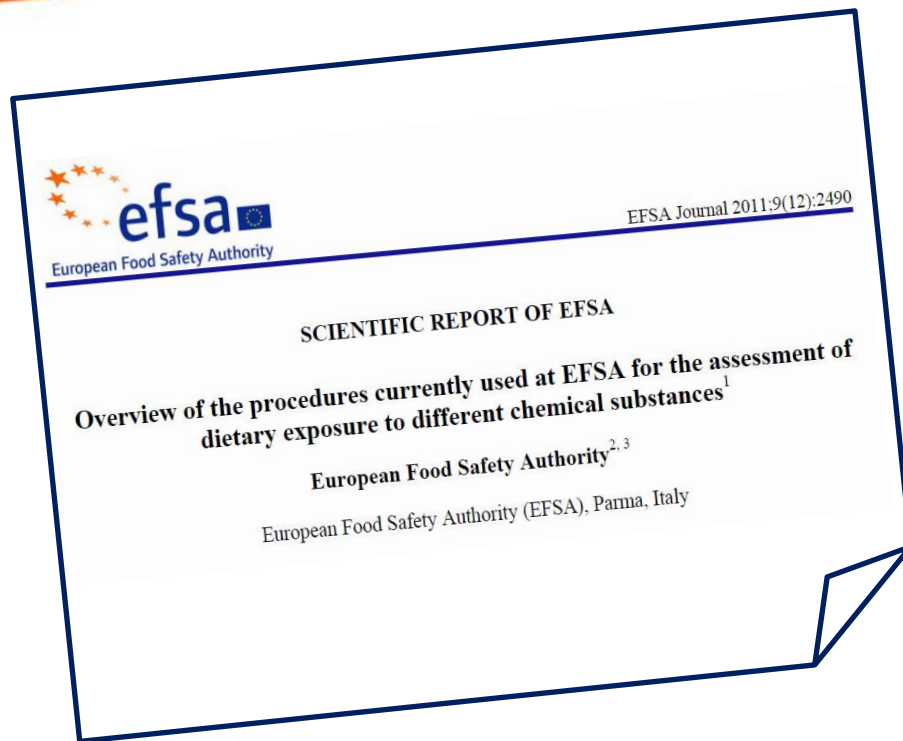 efsa
European Food Safety Authority
EFSA Journal 2011;9(12):2490
SCIENTIFIC REPORT OF EFSA
Overview of the procedures currently used at EFSA for the assessment of
dietary exposure to different chemical substances1
European Food Safety Authority2, 3
European Food Safety Authority (EFSA), Parma, Italy